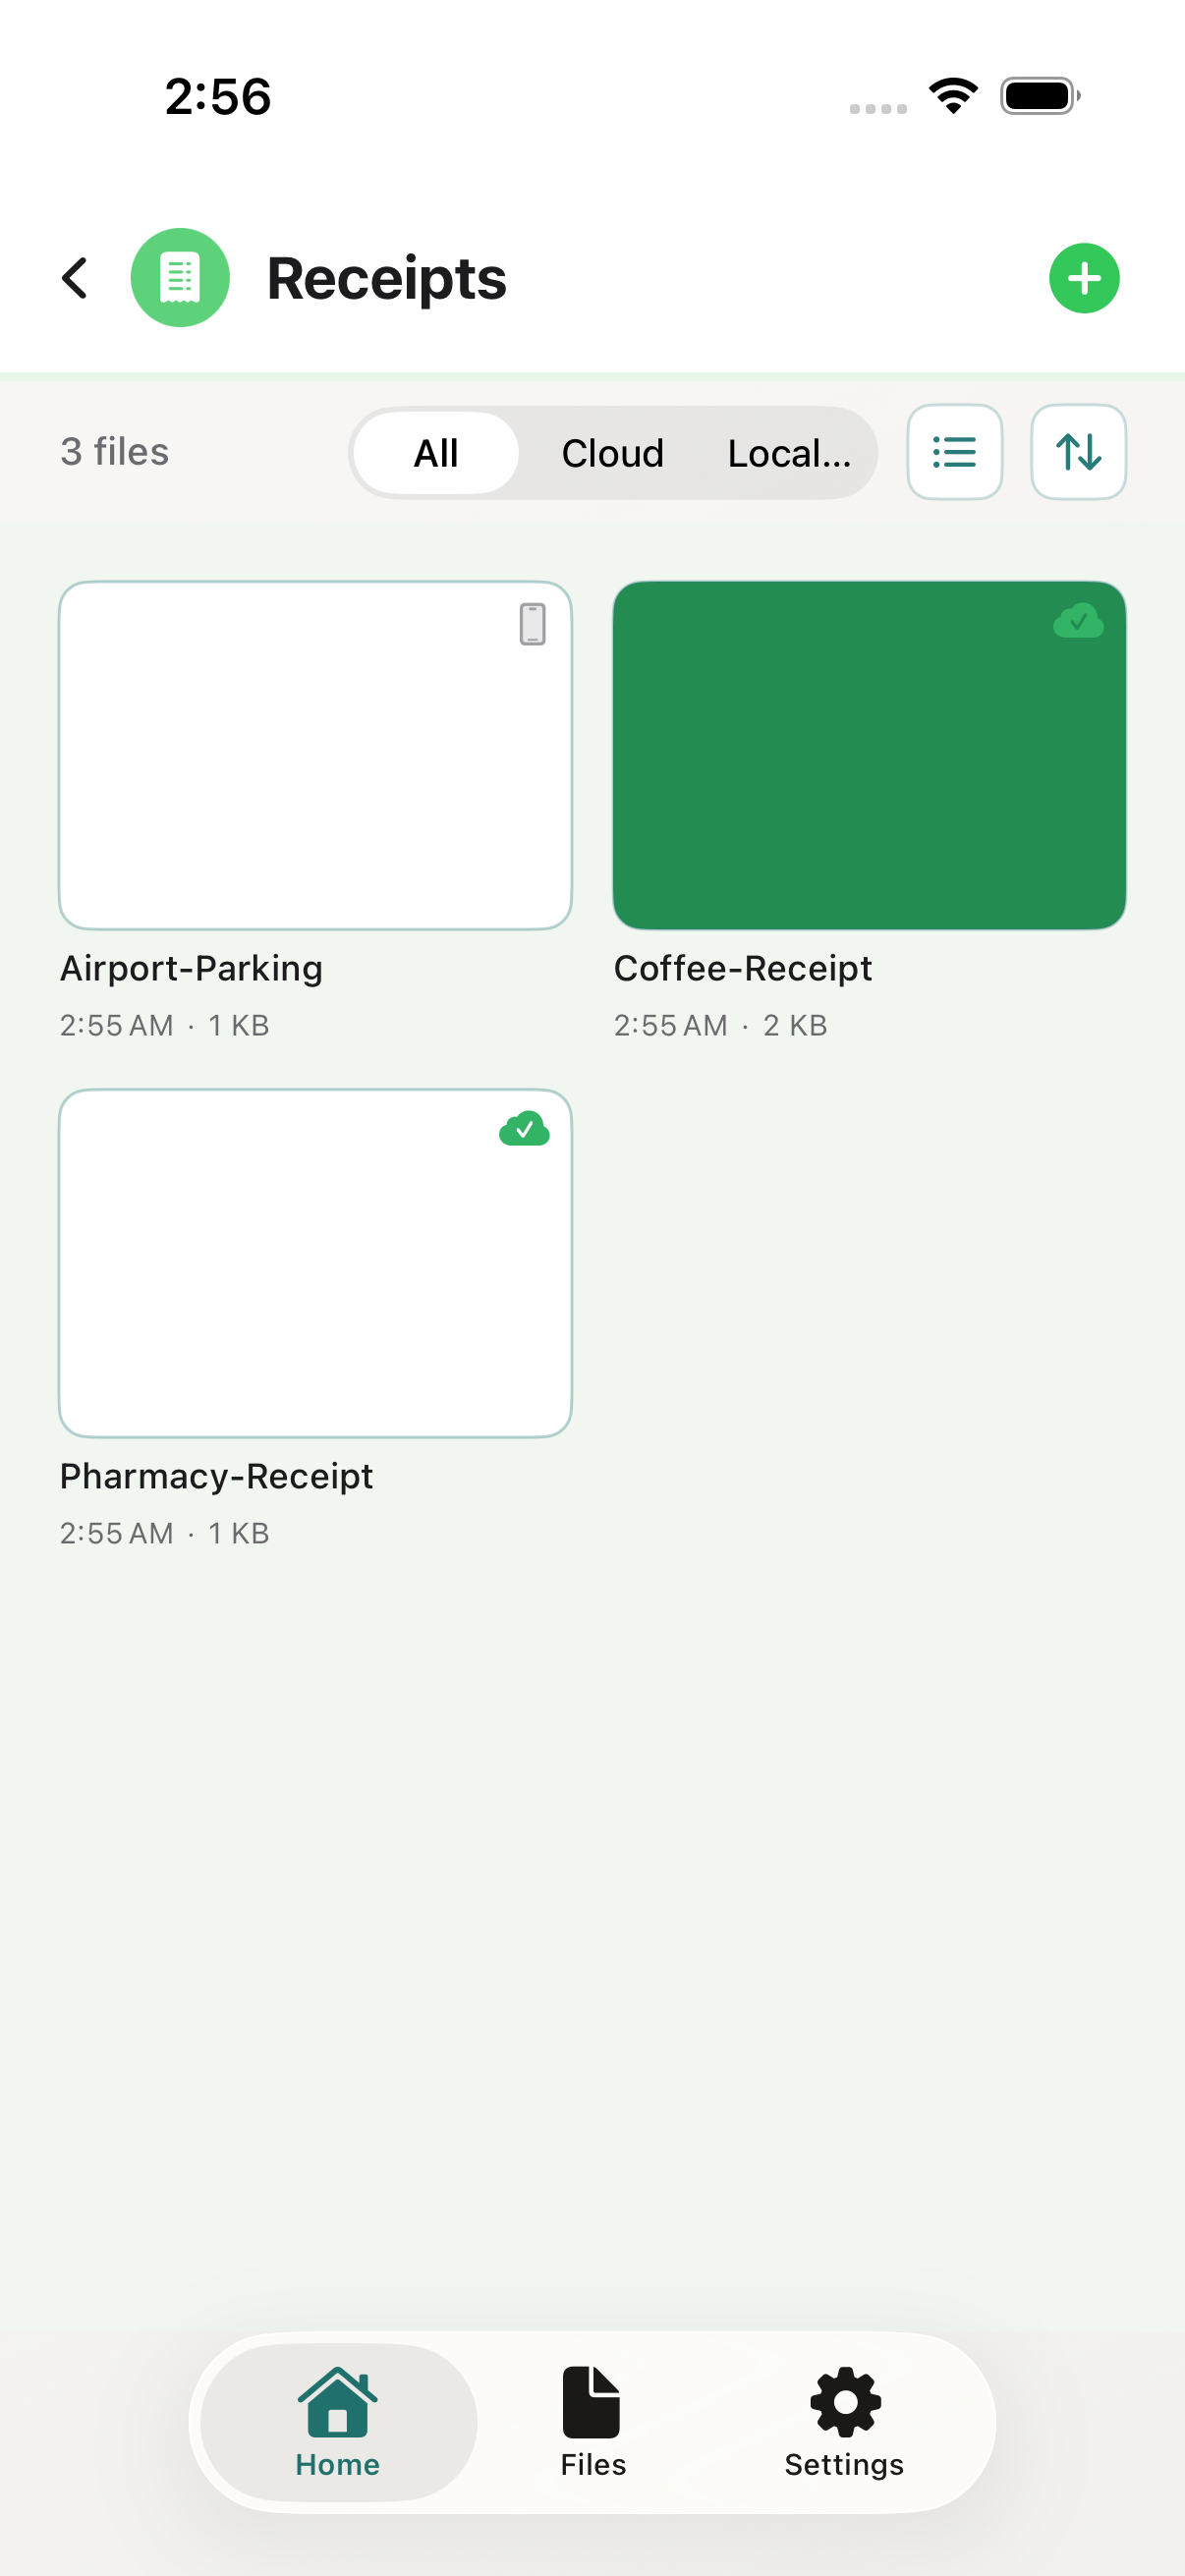 2:56
Receipts
3 files
All
Cloud
Local...
Airport-Parking
2:55 AM · 1 KB
Coffee-Receipt
2:55 AM · 2 KB
Pharmacy-Receipt
2:55 AM · 1 KB
Home
Files
Settings